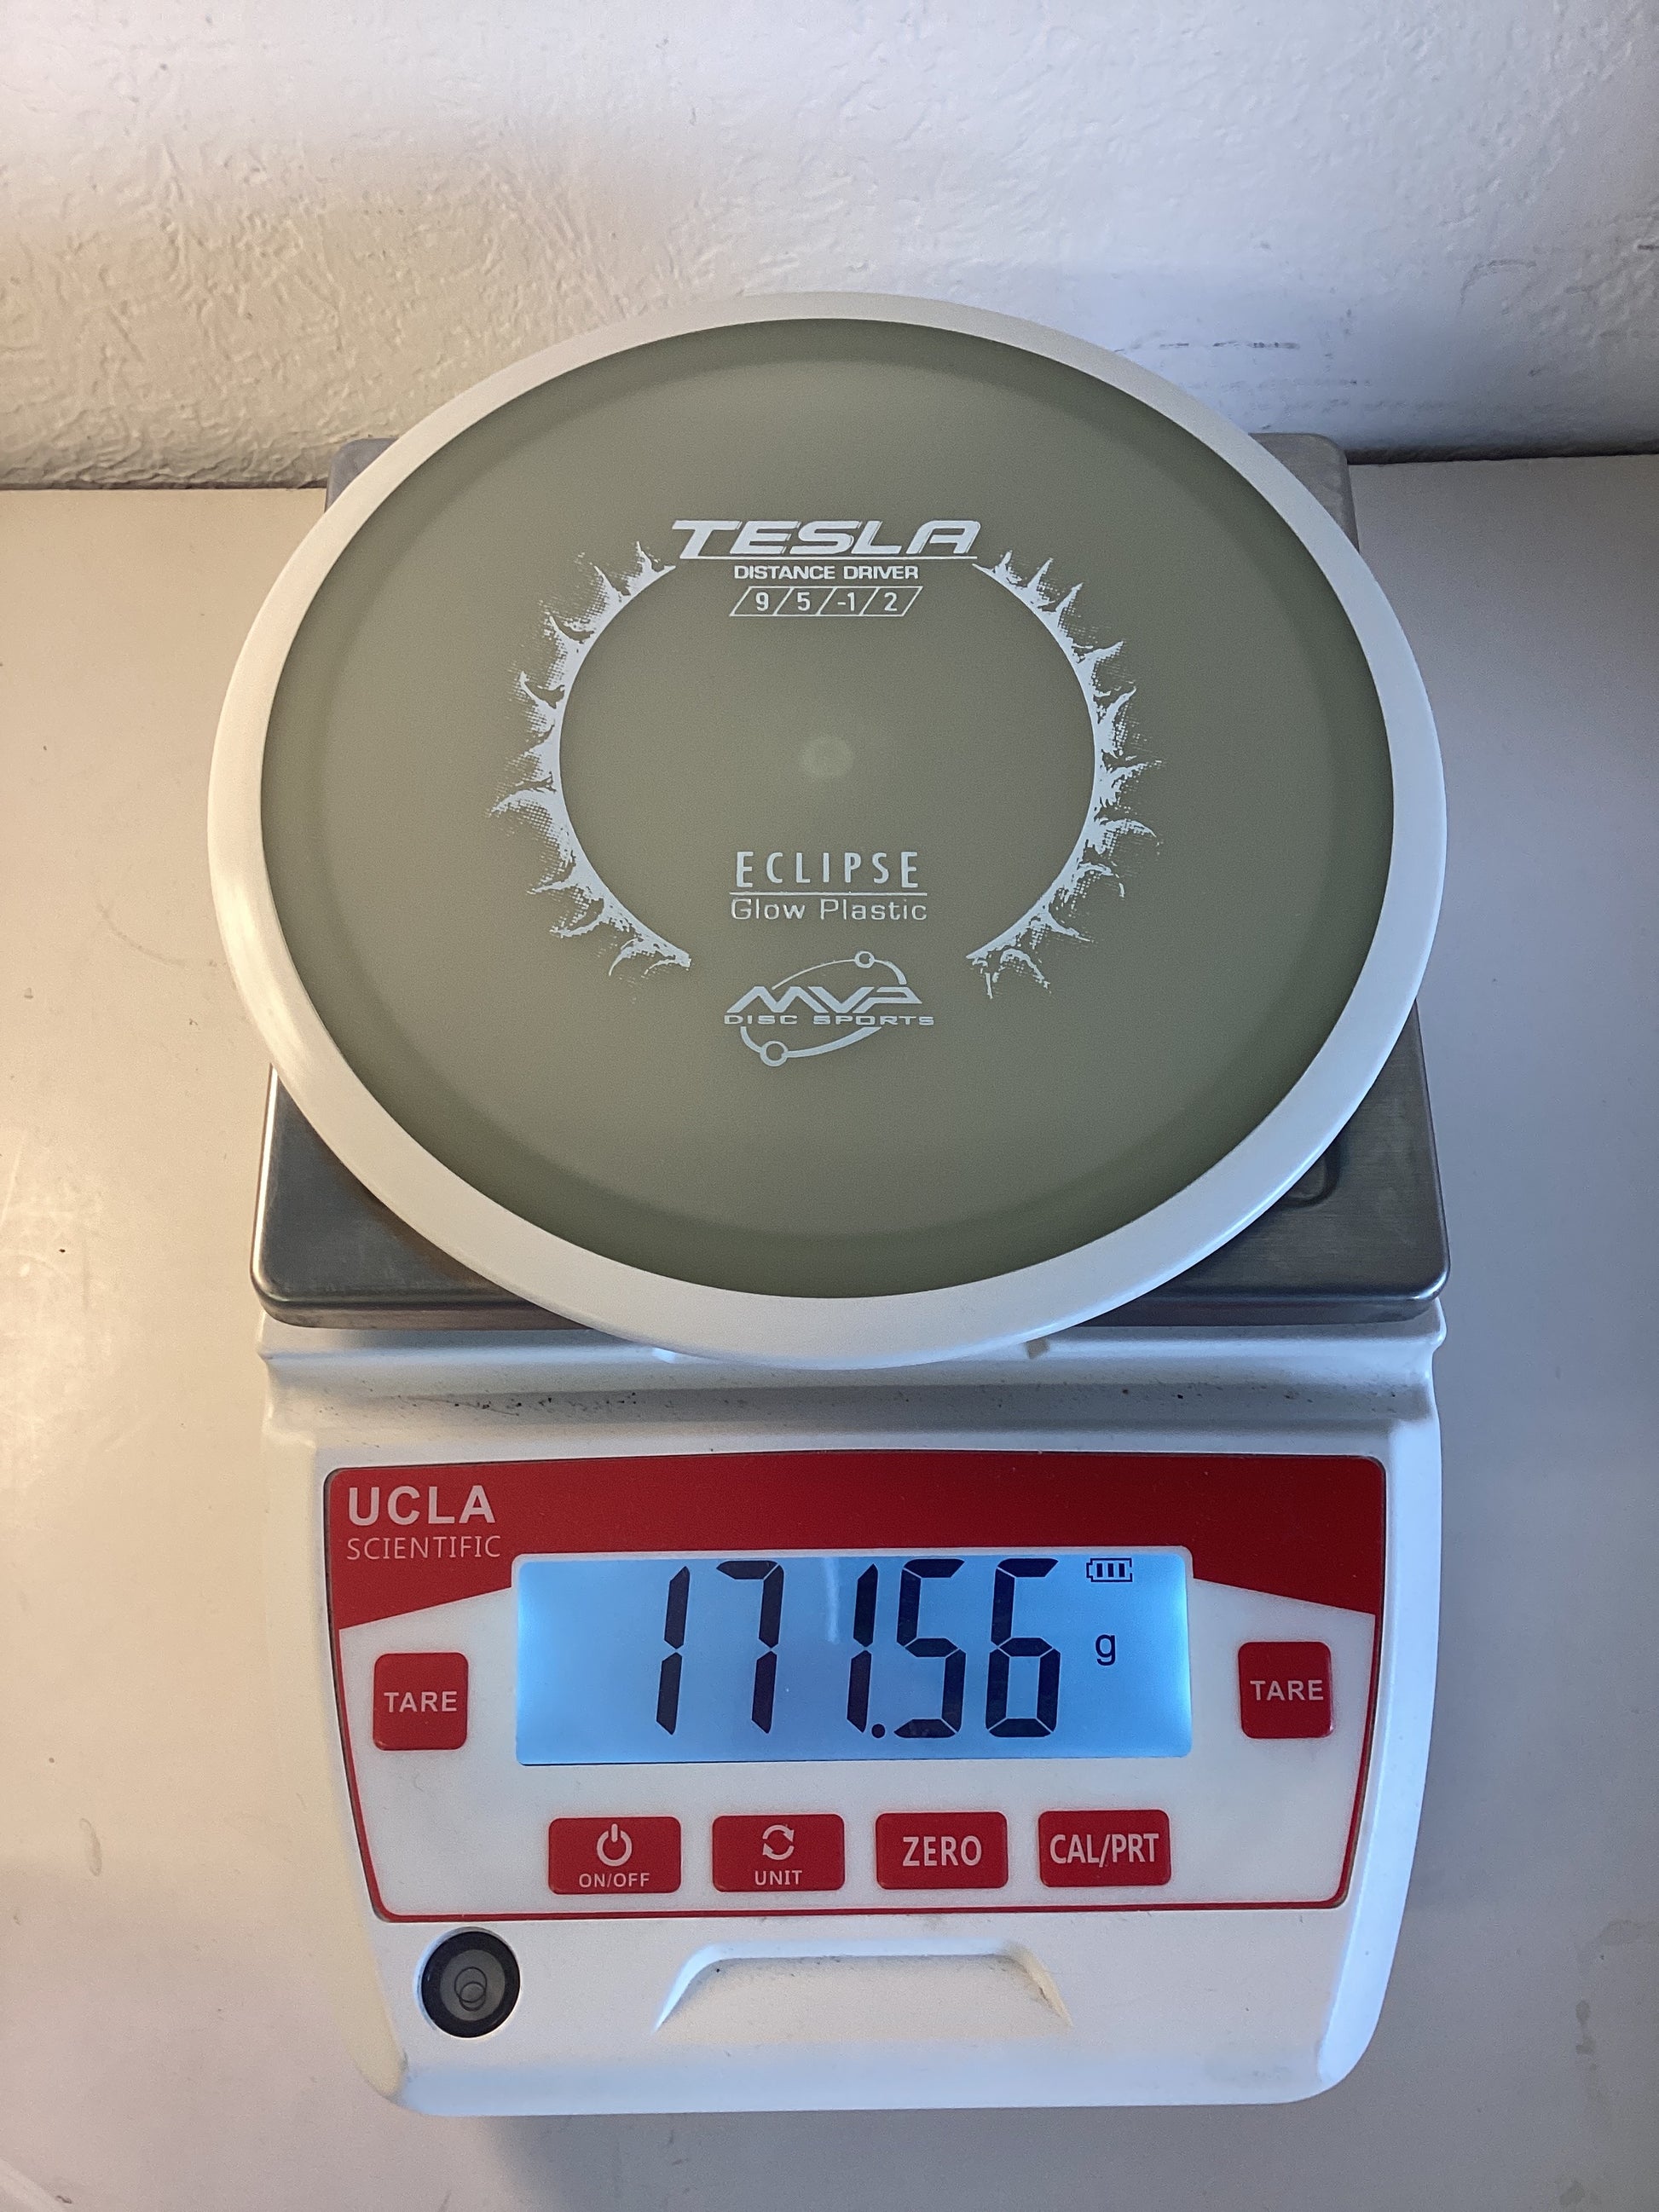 TESLA
DISTANCE DRIVER
9/5/-1/2
ECLIPSE
Glow Plastic
MVP
DISC SPORTS
UCLA
SCIENTIFIC
171.56 g
TARE
TARE
ON/OFF
UNIT
ZERO
CAL/PRT